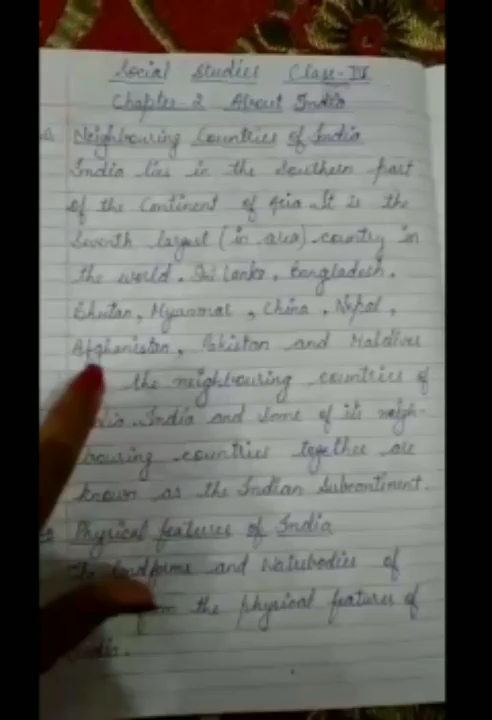 Social Studies Class-IV
Chapter-2 About India
Neighbouring Countries of India
India lies in the Southern part
of the Continent of Asia. It is the
Seventh largest (in area) country in
the world. Sri Lanka, Bangladesh,
Bhutan, Myanmar, China, Nepal,
Afghanistan, Pakistan and Maldives
the neighbouring countries of
India. India and some of its neigh-
bouring countries together are
known as the Indian Subcontinent.
Physical features of India
landforms and Waterbodies of
the physical features of